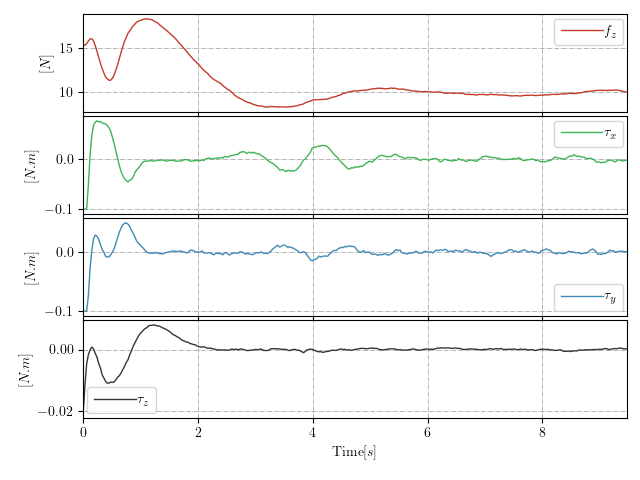 f_z
15
[N]
10
τ_x
0.0
[N.m]
−0.1
0.0
[N.m]
τ_y
−0.1
0.00
[N.m]
τ_z
−0.02
0 2 4 6 8
Time[s]